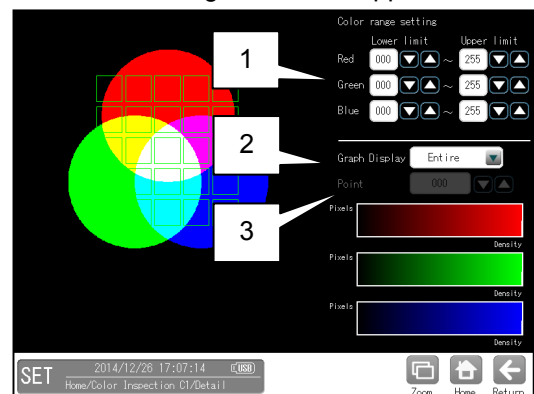 Color range setting
Lower limit Upper limit
Red 000 ~ 255
Green 000 ~ 255
Blue 000 ~ 255
Graph Display Entire
Point 000
Pixels
Density
Pixels
Density
Pixels
Density
1
2
3
SET 2014/12/26 17:07:14 USB
Home/Color Inspection C1/Detail
Zoom Home Return